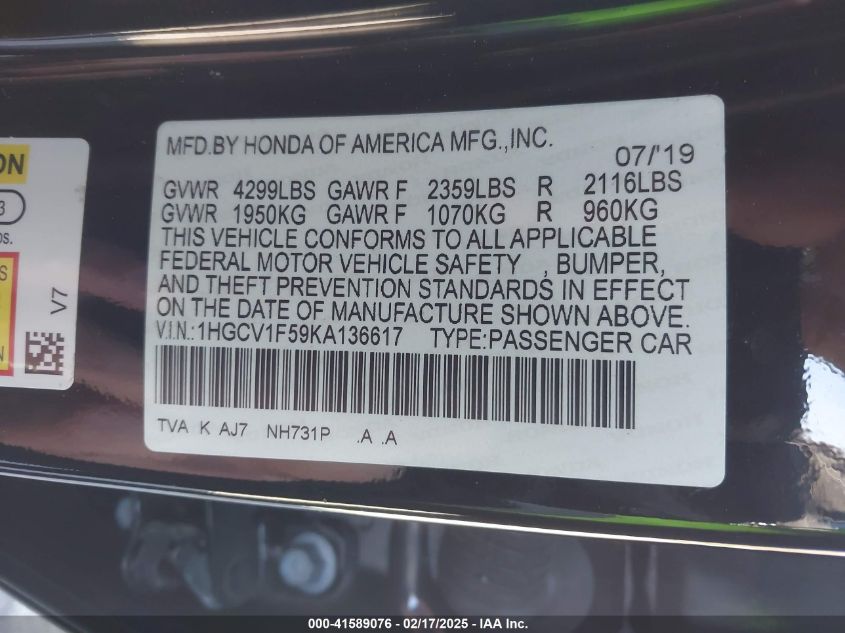 MFD.BY HONDA OF AMERICA MFG.,INC.
07/'19
GVWR 4299LBS GAWR F 2359LBS R 2116LBS
GVWR 1950KG GAWR F 1070KG R 960KG
THIS VEHICLE CONFORMS TO ALL APPLICABLE
FEDERAL MOTOR VEHICLE SAFETY , BUMPER,
AND THEFT PREVENTION STANDARDS IN EFFECT
ON THE DATE OF MANUFACTURE SHOWN ABOVE.
V.I.N.:1HGCV1F59KA136617 TYPE:PASSENGER CAR
TVA K AJ7 NH731P .A .A
V7
000-41589076 - 02/17/2025 - IAA Inc.